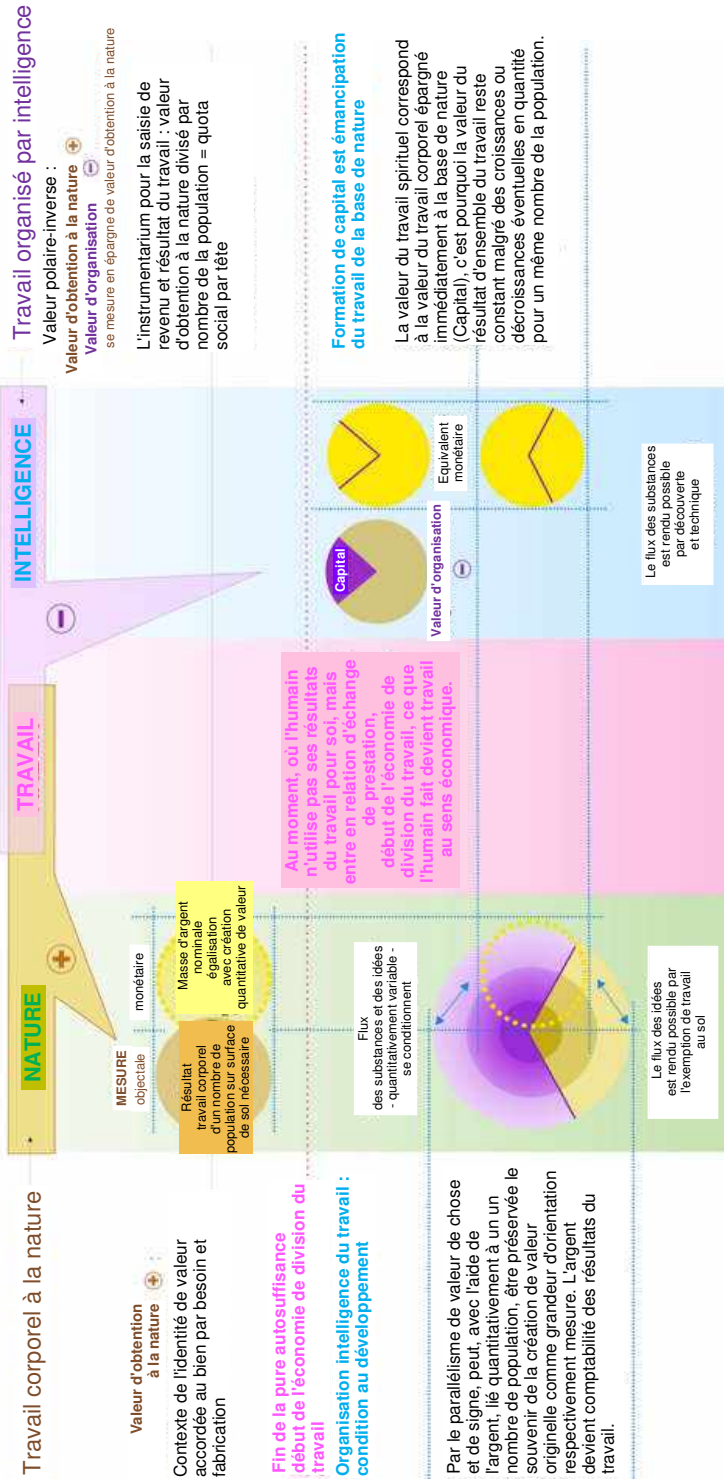 Travail corporel à la nature
Valeur d'obtention
à la nature + :
Contexte de l'identité de valeur
accordée au bien par besoin et
fabrication
Fin de la pure autosuffisance
début de l'économie de division du
travail
Organisation intelligence du travail :
condition au développement
Par le parallélisme de valeur de chose
et de signe, peut, avec l'aide de
l'argent, lié quantitativement à un un
nombre de population, être préservée le
souvenir de la création de valeur
originelle comme grandeur d'orientation
respectivement mesure. L'argent
devient comptabilité des résultats du
travail.
NATURE
+
MESURE
objectale
monétaire
Résultat
travail corporel
d'un nombre de
population sur surface
de sol nécessaire
Masse d'argent
nominale
égalisation
avec création
quantitative de valeur
Flux
des substances et des idées
- quantitativement variable -
se conditionnent
Le flux des idées
est rendu possible par
l'exemption de travail
au sol
TRAVAIL
Au moment, où l'humain
n'utilise pas ses résultats
du travail pour soi, mais
entre en relation d'échange
de prestation,
début de l'économie de
division du travail, ce que
l'humain fait devient travail
au sens économique.
INTELLIGENCE
−
Capital
Valeur d'organisation
−
Equivalent
monétaire
Le flux des substances
est rendu possible
par découverte
et technique
Travail organisé par intelligence
Valeur polaire-inverse :
Valeur d'obtention à la nature +
Valeur d'organisation −
se mesure en épargne de valeur d'obtention à la nature
L'instrumentarium pour la saisie de
revenu et résultat du travail : valeur
d'obtention à la nature divisé par
nombre de la population = quota
social par tête
Formation de capital est émancipation
du travail de la base de nature
La valeur du travail spirituel correspond
à la valeur du travail corporel épargné
immédiatement à la base de nature
(Capital), c'est pourquoi la valeur du
résultat d'ensemble du travail reste
constant malgré des croissances ou
décroissances éventuelles en quantité
pour un même nombre de la population.